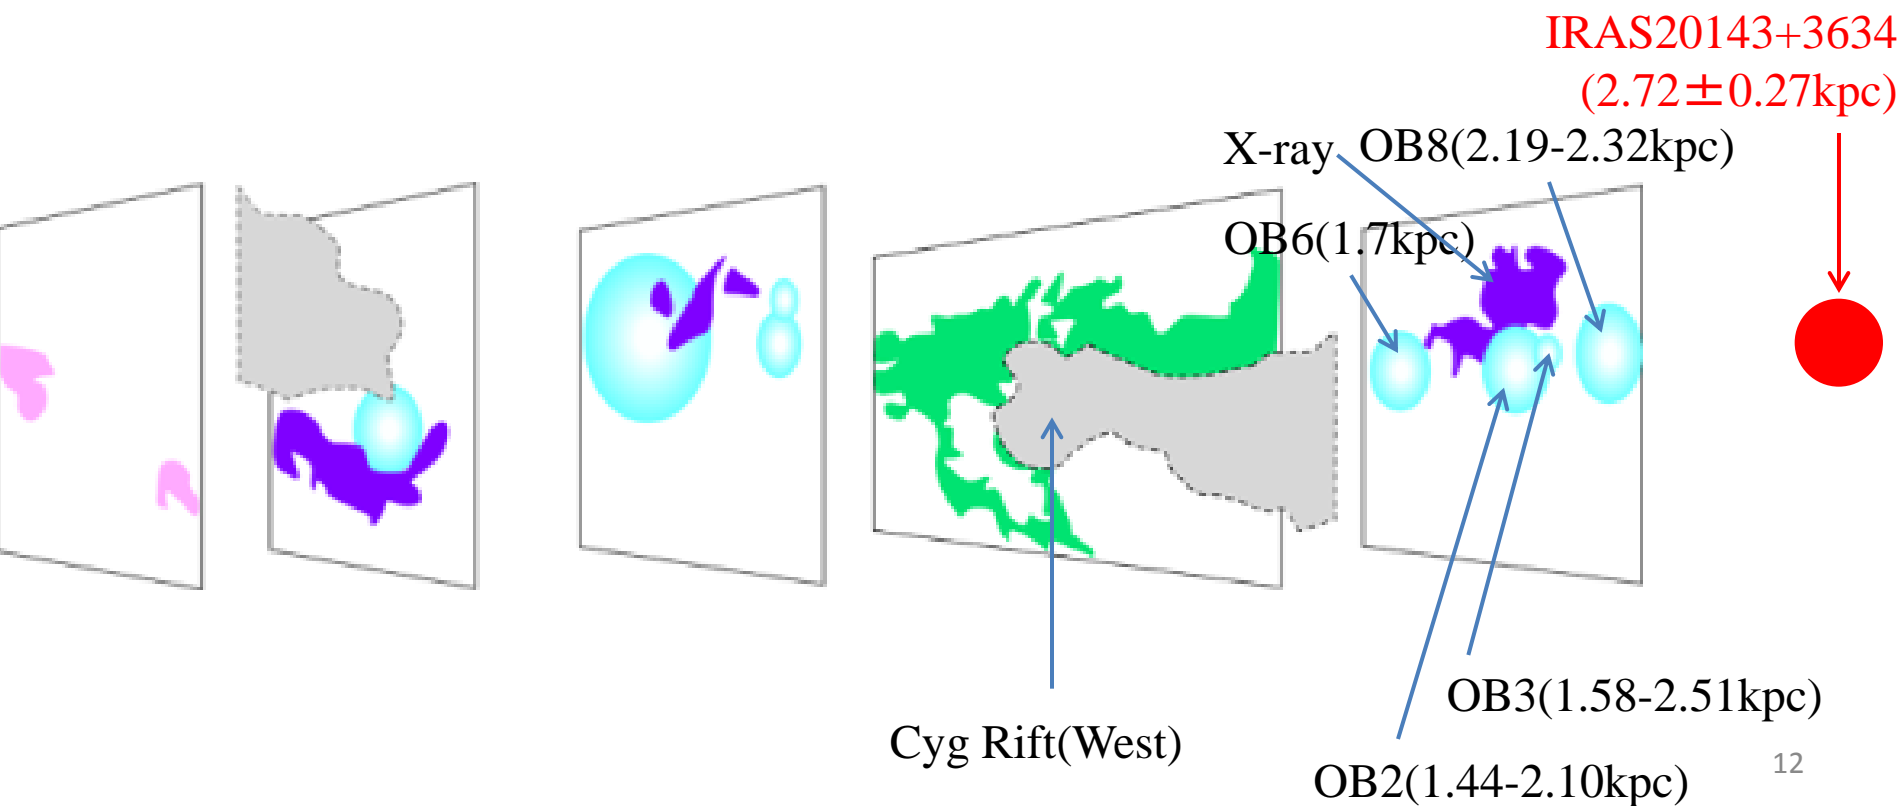 IRAS20143+3634
(2.72±0.27kpc)
X-ray
OB8(2.19-2.32kpc)
OB6(1.7kpc)
OB3(1.58-2.51kpc)
Cyg Rift(West)
OB2(1.44-2.10kpc)
12